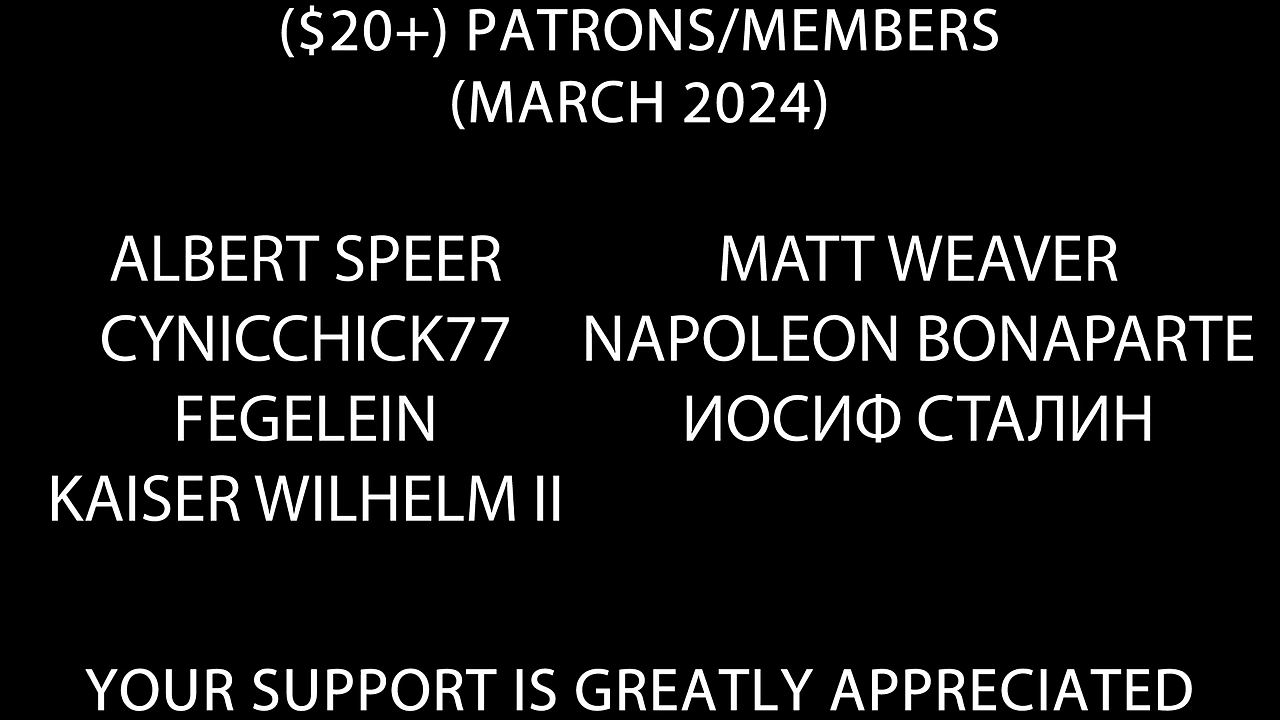 ($20+) PATRONS/MEMBERS
(MARCH 2024)
ALBERT SPEER
CYNICCHICK77
FEGELEIN
KAISER WILHELM II
MATT WEAVER
NAPOLEON BONAPARTE
ИОСИФ СТАЛИН
YOUR SUPPORT IS GREATLY APPRECIATED